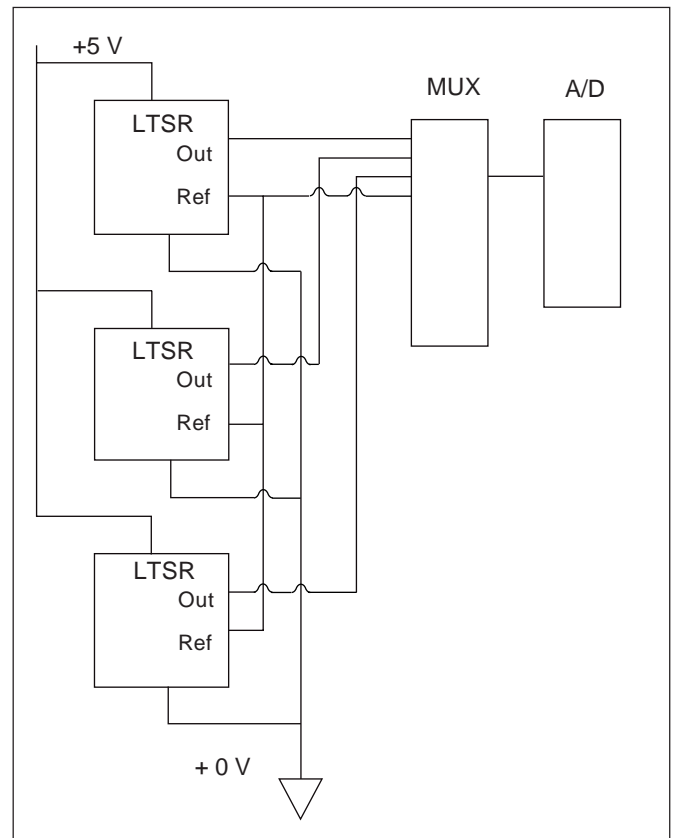 +5 V
MUX
A/D
LTSR
Out
Ref
LTSR
Out
Ref
LTSR
Out
Ref
+ 0 V